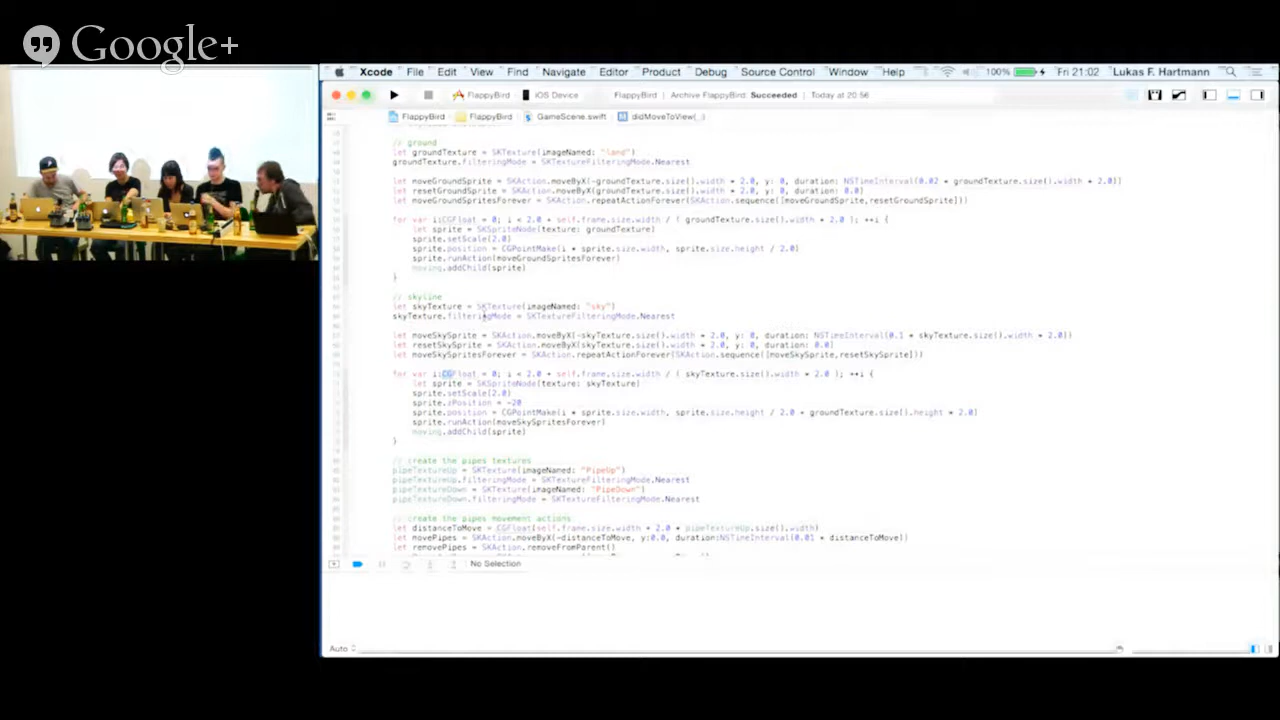 Google+
Xcode File Edit View Find Navigate Editor Product Debug Source Control Window Help 100% Fri 21:02 Lukas F. Hartmann
FlappyBird iOS Device FlappyBird Archive FlappyBird: Succeeded Today at 20:56
FlappyBird FlappyBird GameScene.swift M didMoveToView(_:)
// ground
let groundTexture = SKTexture(imageNamed: "land")
groundTexture.filteringMode = SKTextureFilteringMode.Nearest
let moveGroundSprite = SKAction.moveByX(-groundTexture.size().width * 2.0, y: 0, duration: NSTimeInterval(0.02 * groundTexture.size().width * 2.0))
let resetGroundSprite = SKAction.moveByX(groundTexture.size().width * 2.0, y: 0, duration: 0.0)
let moveGroundSpritesForever = SKAction.repeatActionForever(SKAction.sequence([moveGroundSprite,resetGroundSprite]))
for var i:CGFloat = 0; i < 2.0 + self.frame.size.width / ( groundTexture.size().width * 2.0 ); ++i {
let sprite = SKSpriteNode(texture: groundTexture)
sprite.setScale(2.0)
sprite.position = CGPointMake(i * sprite.size.width, sprite.size.height / 2.0)
sprite.runAction(moveGroundSpritesForever)
moving.addChild(sprite)
}
// skyline
let skyTexture = SKTexture(imageNamed: "sky")
skyTexture.filteringMode = SKTextureFilteringMode.Nearest
let moveSkySprite = SKAction.moveByX(-skyTexture.size().width * 2.0, y: 0, duration: NSTimeInterval(0.1 * skyTexture.size().width * 2.0))
let resetSkySprite = SKAction.moveByX(skyTexture.size().width * 2.0, y: 0, duration: 0.0)
let moveSkySpritesForever = SKAction.repeatActionForever(SKAction.sequence([moveSkySprite,resetSkySprite]))
for var i:CGFloat = 0; i < 2.0 + self.frame.size.width / ( skyTexture.size().width * 2.0 ); ++i {
let sprite = SKSpriteNode(texture: skyTexture)
sprite.setScale(2.0)
sprite.zPosition = -20
sprite.position = CGPointMake(i * sprite.size.width, sprite.size.height / 2.0 + groundTexture.size().height * 2.0)
sprite.runAction(moveSkySpritesForever)
moving.addChild(sprite)
}
// create the pipes textures
pipeTextureUp = SKTexture(imageNamed: "PipeUp")
pipeTextureUp.filteringMode = SKTextureFilteringMode.Nearest
pipeTextureDown = SKTexture(imageNamed: "PipeDown")
pipeTextureDown.filteringMode = SKTextureFilteringMode.Nearest
// create the pipes movement actions
let distanceToMove = CGFloat(self.frame.size.width + 2.0 * pipeTextureUp.size().width)
let movePipes = SKAction.moveByX(-distanceToMove, y:0.0, duration:NSTimeInterval(0.01 * distanceToMove))
let removePipes = SKAction.removeFromParent()
No Selection
Auto